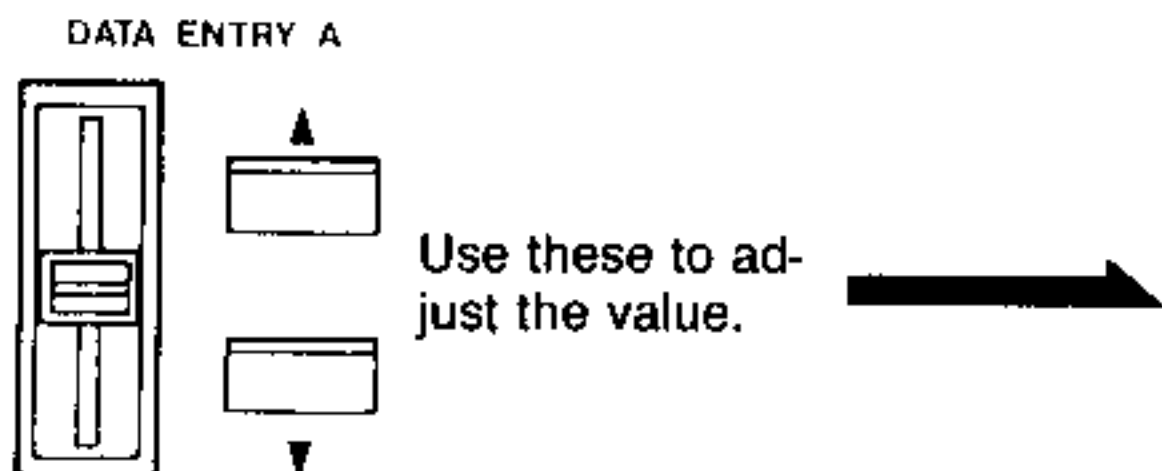 DATA ENTRY A
Use these to ad-
just the value.